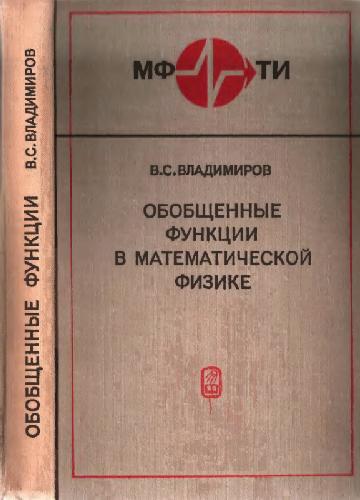 ОБОБЩЕННЫЕ ФУНКЦИИ В.С.ВЛАДИМИРОВ
МФ ТИ
В.С.ВЛАДИМИРОВ
ОБОБЩЕННЫЕ
ФУНКЦИИ
В МАТЕМАТИЧЕСКОЙ
ФИЗИКЕ